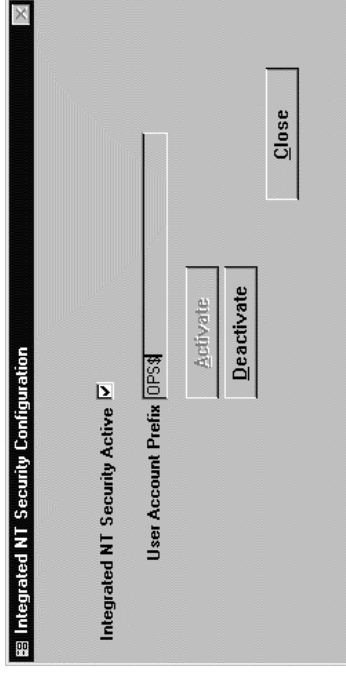 Integrated NT Security Configuration
Integrated NT Security Active
User Account Prefix OPS$
Activate
Deactivate
Close